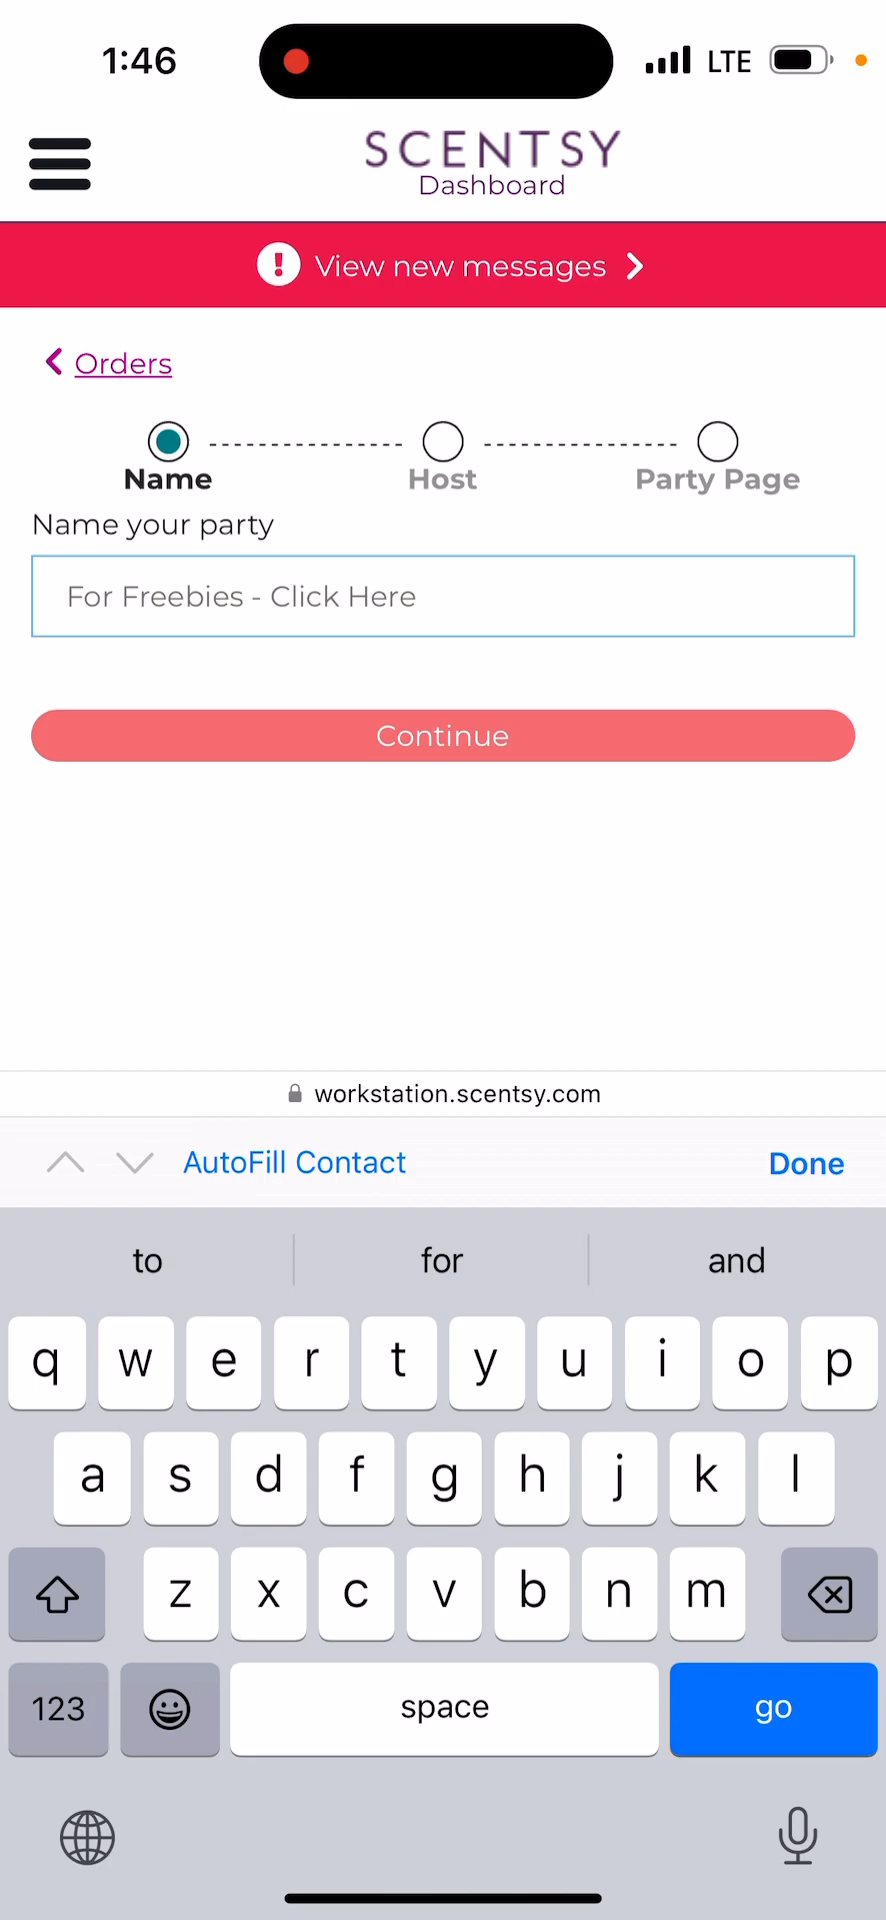 1:46
LTE
SCENTSY
Dashboard
View new messages
Orders
Name
Host
Party Page
Name your party
For Freebies - Click Here
Continue
workstation.scentsy.com
AutoFill Contact
Done
to
for
and
q w e r t y u i o p
a s d f g h j k l
z x c v b n m
123
space
go